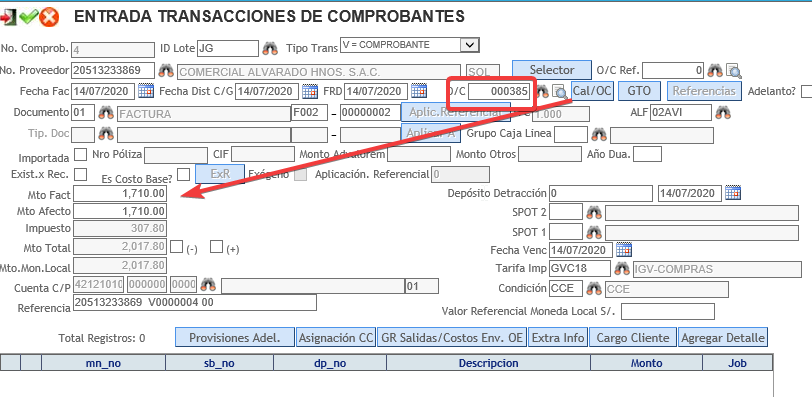 ENTRADA TRANSACCIONES DE COMPROBANTES
No. Comprob. 4 ID Lote JG Tipo Trans V = COMPROBANTE
No. Proveedor 20513233869 COMERCIAL ALVARADO HNOS. S.A.C. SOL Selector O/C Ref. 0
Fecha Fac 14/07/2020 Fecha Dist C/G 14/07/2020 FRD 14/07/2020 O/C 000385 Cal/OC GTO Referencias Adelanto?
Documento 01 FACTURA F002 - 00000002 Aplic.Referencial 1.000 ALF 02AVI
Tip. Doc - Aplicar A Grupo Caja Linea
Importada Nro Póliza CIF Monto Advalorem Monto Otros Año Dua.
Exist.x Rec. Es Costo Base? ExR Exógeno Aplicación. Referencial 0
Mto Fact 1,710.00 Depósito Detracción 0 14/07/2020
Mto Afecto 1,710.00 SPOT 2
Impuesto 307.80 SPOT 1
Mto Total 2,017.80 (-) (+) Fecha Venc 14/07/2020
Mto.Mon.Local 2,017.80 Tarifa Imp GVC18 IGV-COMPRAS
Cuenta C/P 42121010 000000 0000 01 Condición CCE CCE
Referencia 20513233869 V0000004 00 Valor Referencial Moneda Local S/.
Total Registros: 0 Provisiones Adel. Asignación CC GR Salidas/Costos Env. OE Extra Info Cargo Cliente Agregar Detalle
mn_no sb_no dp_no Descripcion Monto Job